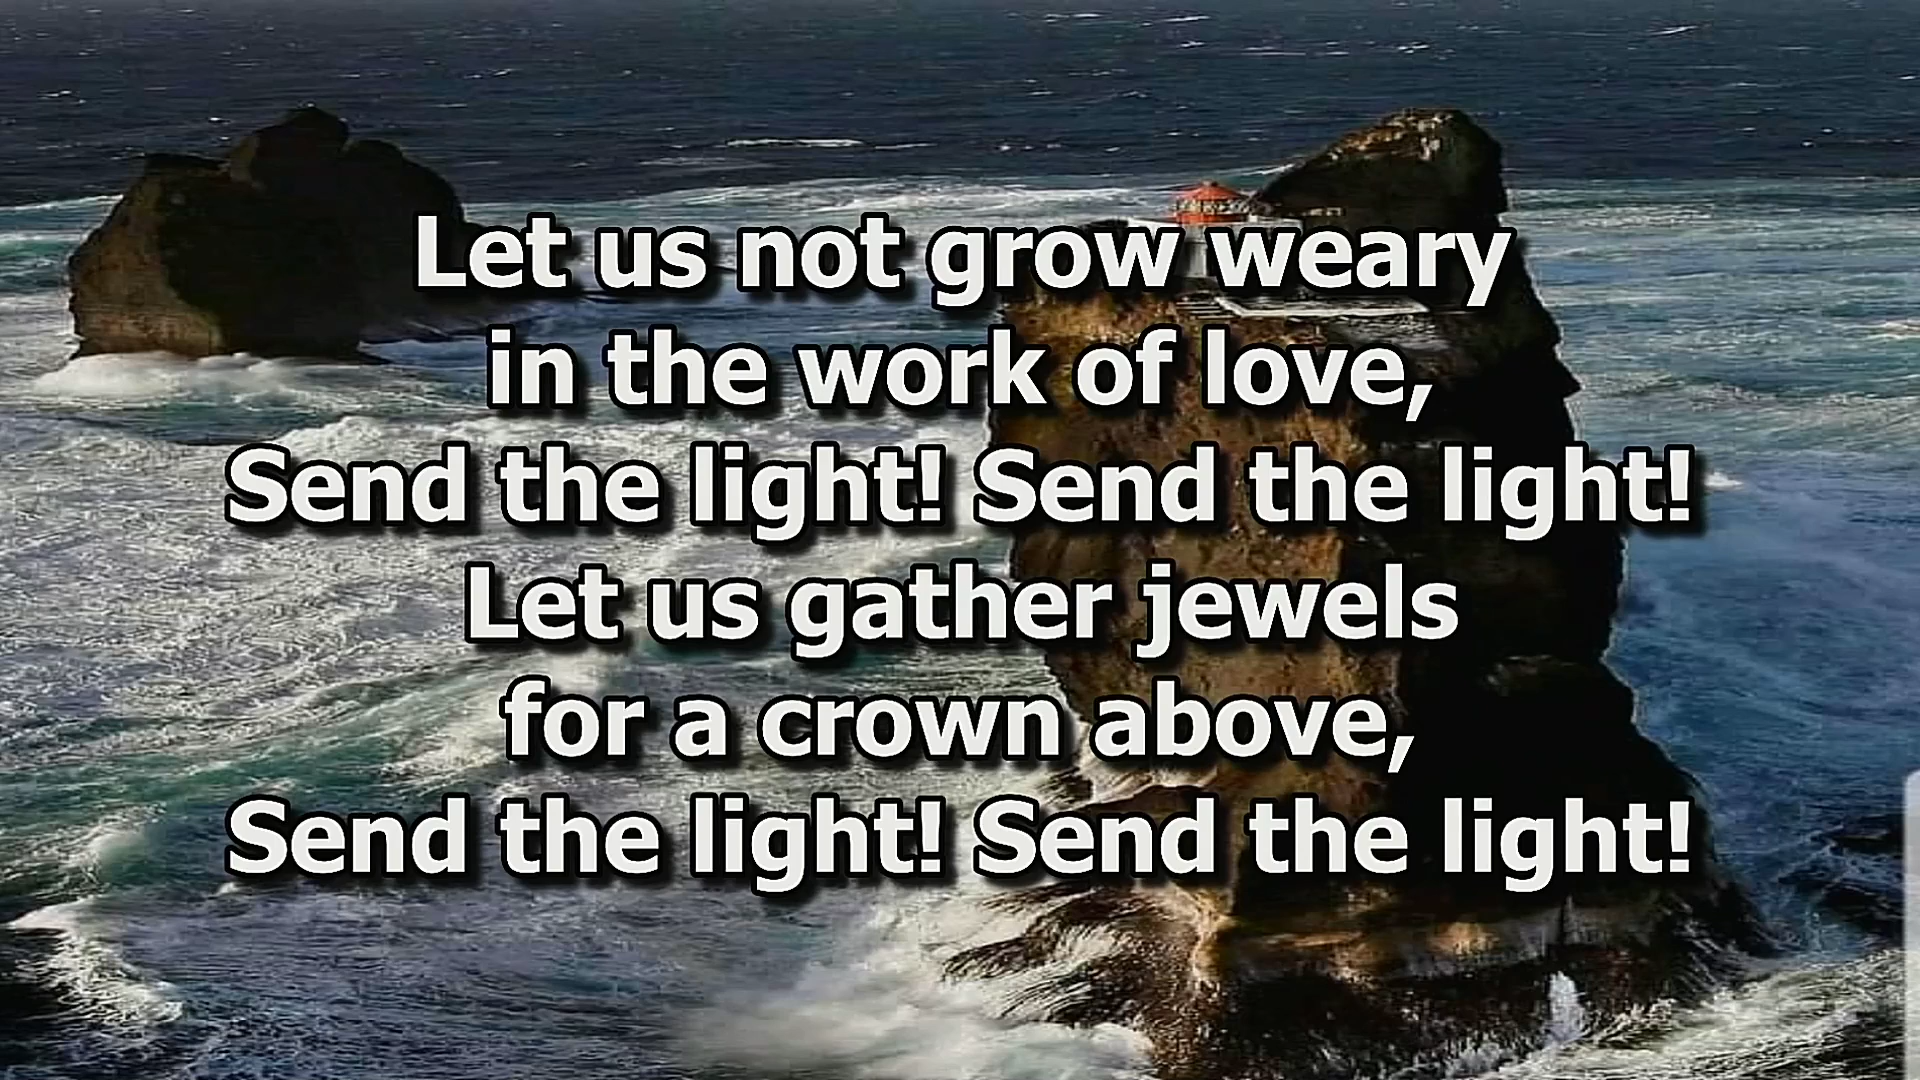 Let us not grow weary
in the work of love,
Send the light! Send the light!
Let us gather jewels
for a crown above,
Send the light! Send the light!